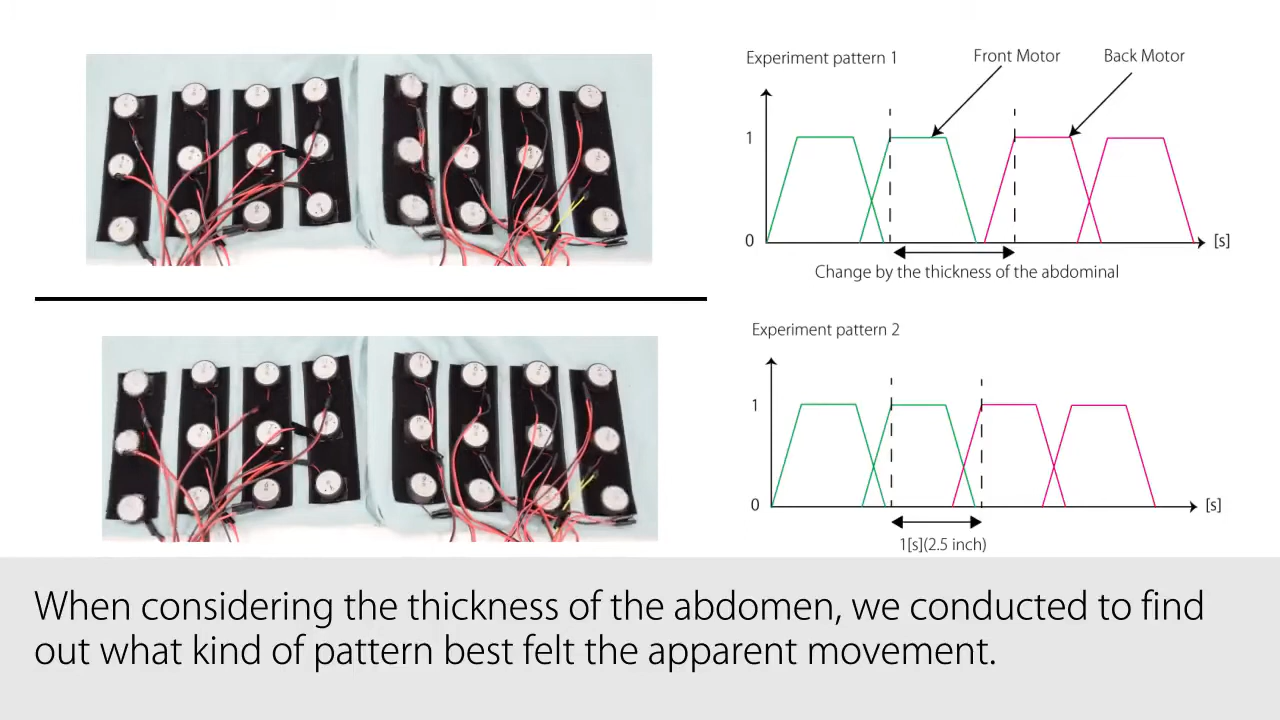 Experiment pattern 1
Front Motor
Back Motor
1
0
[s]
Change by the thickness of the abdominal
Experiment pattern 2
1
0
[s]
1[s](2.5 inch)
When considering the thickness of the abdomen, we conducted to find
out what kind of pattern best felt the apparent movement.